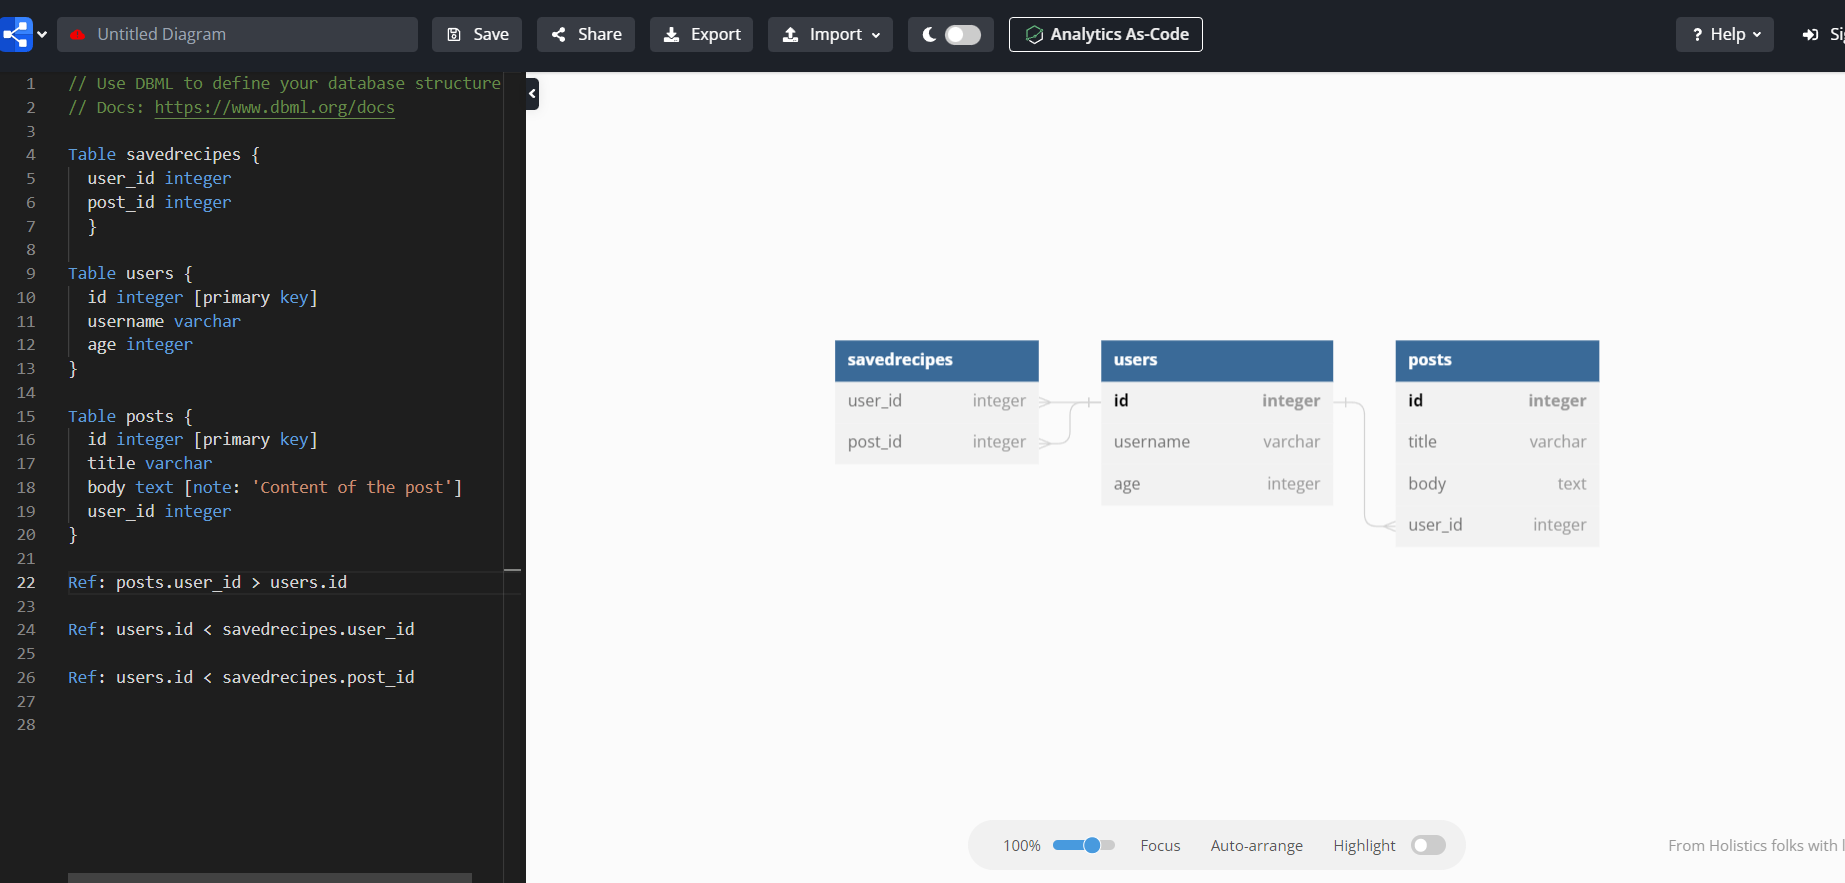 Untitled Diagram Save Share Export Import Analytics As-Code ? Help
1 // Use DBML to define your database structure
2 // Docs: https://www.dbml.org/docs
3
4 Table savedrecipes {
5 user_id integer
6 post_id integer
7 }
8
9 Table users {
10 id integer [primary key]
11 username varchar
12 age integer
13 }
14
15 Table posts {
16 id integer [primary key]
17 title varchar
18 body text [note: 'Content of the post']
19 user_id integer
20 }
21
22 Ref: posts.user_id > users.id
23
24 Ref: users.id < savedrecipes.user_id
25
26 Ref: users.id < savedrecipes.post_id
27
28
savedrecipes
user_id integer
post_id integer
users
id integer
username varchar
age integer
posts
id integer
title varchar
body text
user_id integer
100% Focus Auto-arrange Highlight
From Holistics folks with